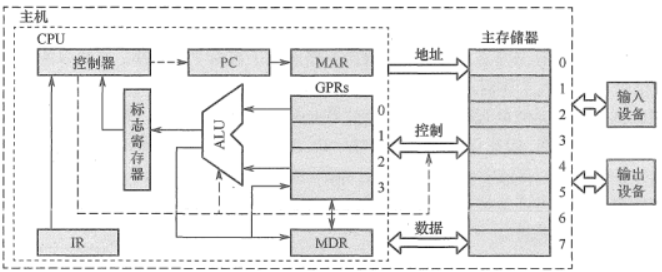 主机
CPU
控制器
PC
MAR
地址
主存储器
GPRs
标志寄存器
ALU
0
1
2
3
控制
0
1
2
3
4
5
6
7
输入
设备
输出
设备
数据
IR
MDR